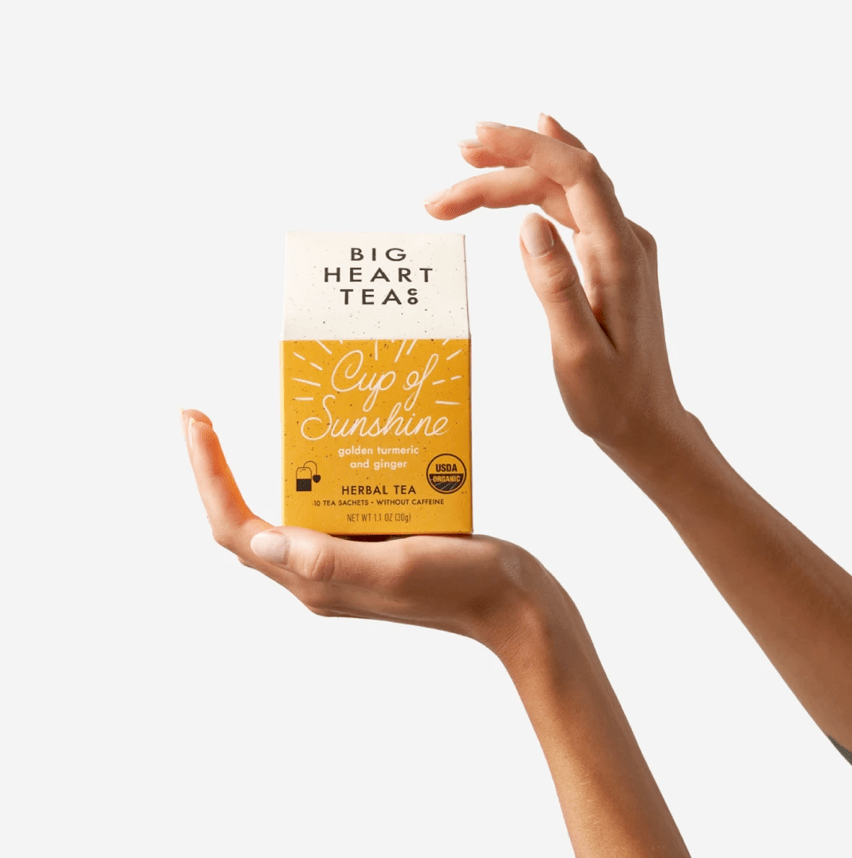 BIG
HEART
TEA CO
Cup of
Sunshine
golden turmeric
and ginger
USDA
ORGANIC
HERBAL TEA
10 TEA SACHETS • WITHOUT CAFFEINE
NET WT 1.1 OZ (30g)